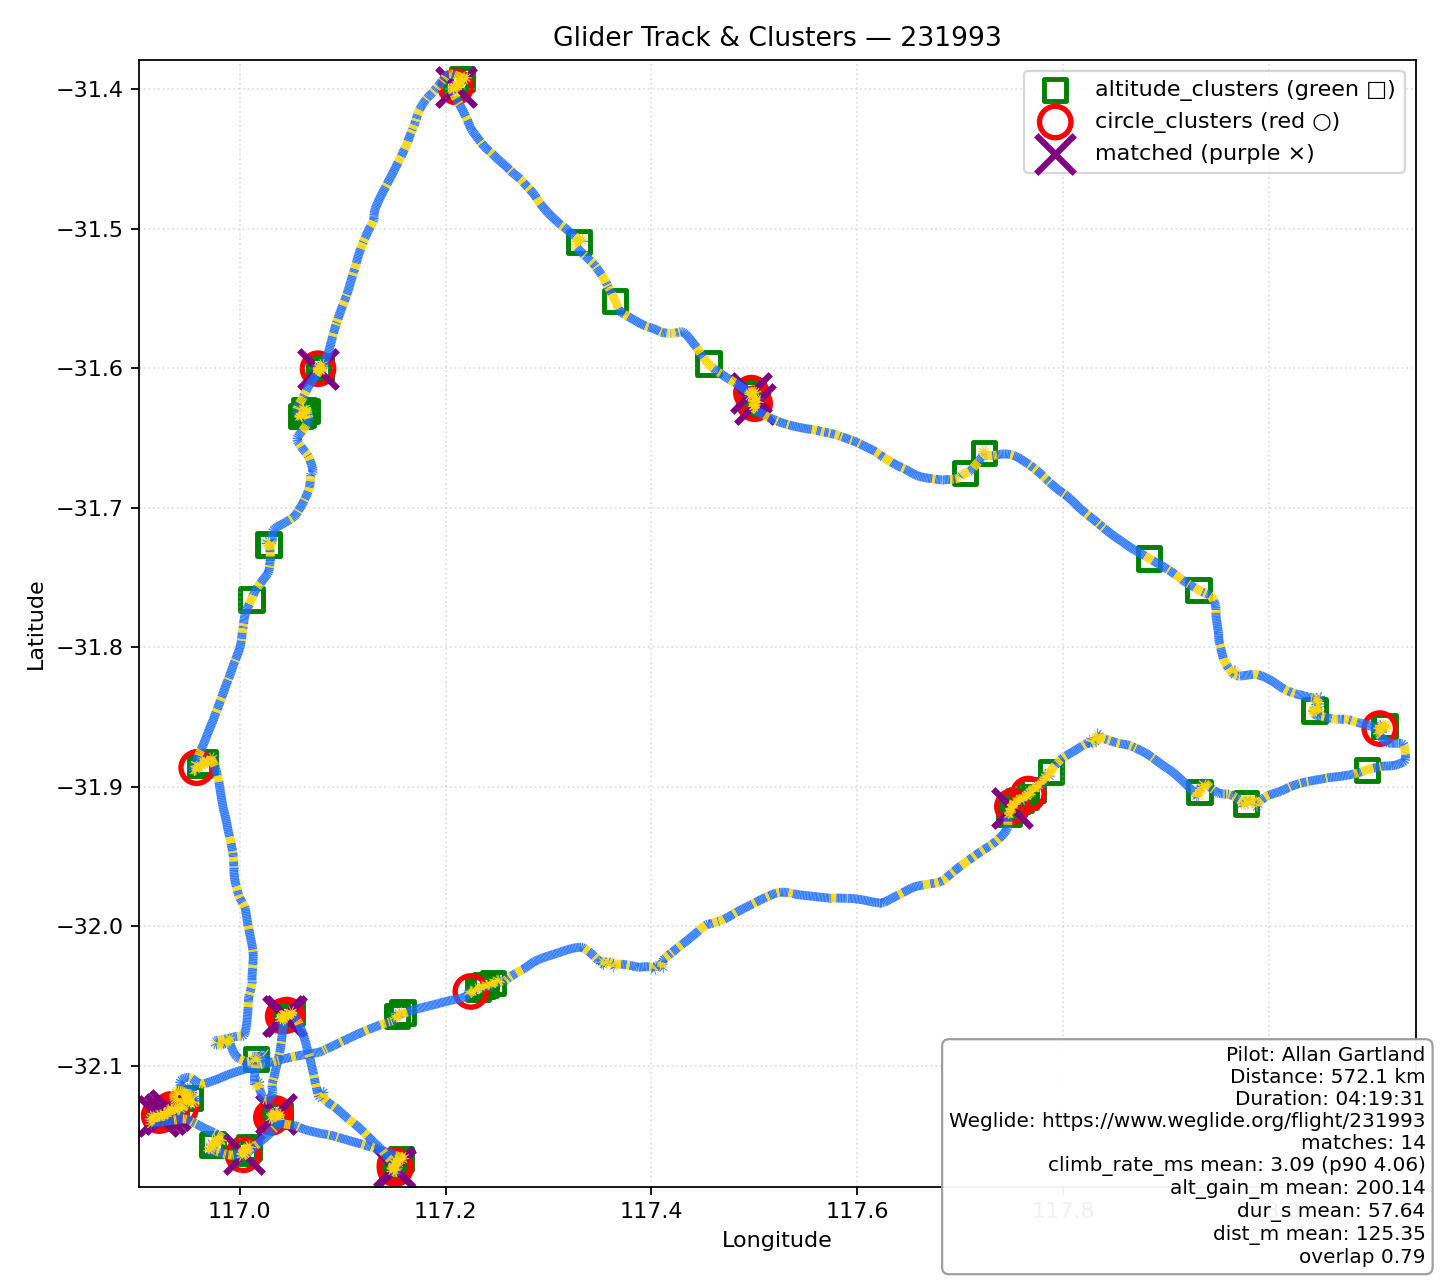 Glider Track & Clusters — 231993
altitude_clusters (green □)
circle_clusters (red ○)
matched (purple ×)
Latitude
−31.4
−31.5
−31.6
−31.7
−31.8
−31.9
−32.0
−32.1
117.0
117.2
117.4
117.6
117.8
Longitude
Pilot: Allan Gartland
Distance: 572.1 km
Duration: 04:19:31
Weglide: https://www.weglide.org/flight/231993
matches: 14
climb_rate_ms mean: 3.09 (p90 4.06)
alt_gain_m mean: 200.14
dur_s mean: 57.64
dist_m mean: 125.35
overlap 0.79